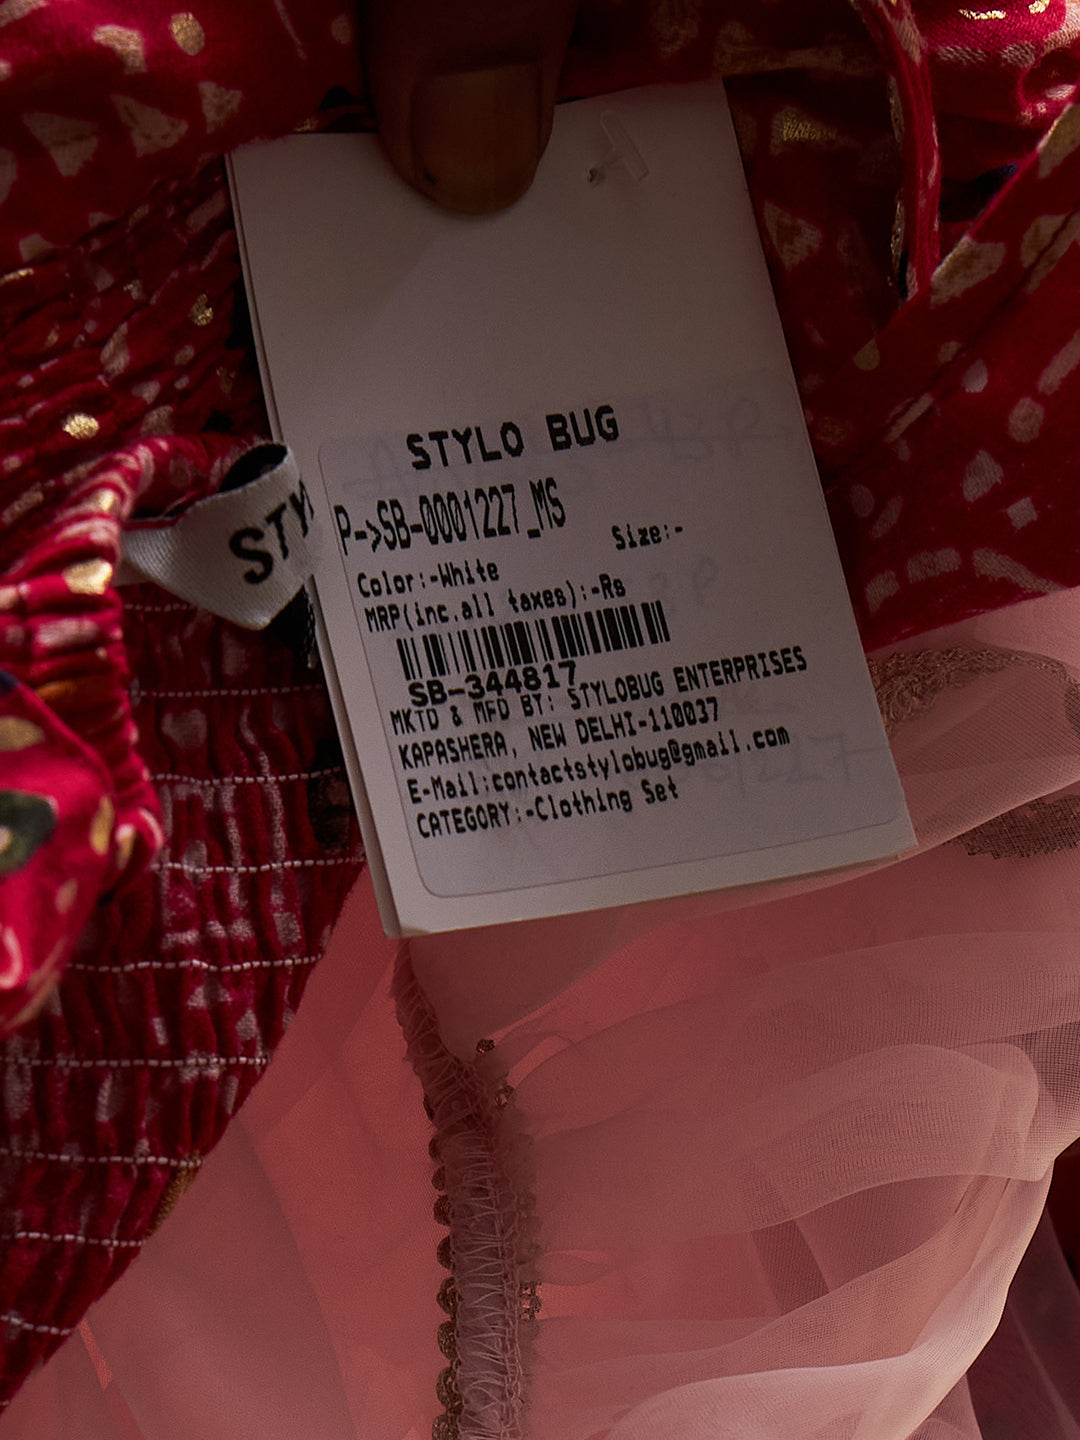 STYLO BUG
P->SB-0001227_MS
Size:-
Color:-White
MRP(inc.all taxes):-Rs
SB-344817
MKTD & MFD BY: STYLOBUG ENTERPRISES
KAPASHERA, NEW DELHI-110037
E-Mail:contactstylobug@gmail.com
CATEGORY:-Clothing Set
STY